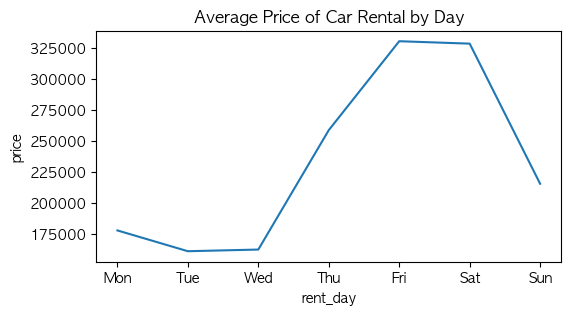 Average Price of Car Rental by Day
price
325000
300000
275000
250000
225000
200000
175000
Mon Tue Wed Thu Fri Sat Sun
rent_day